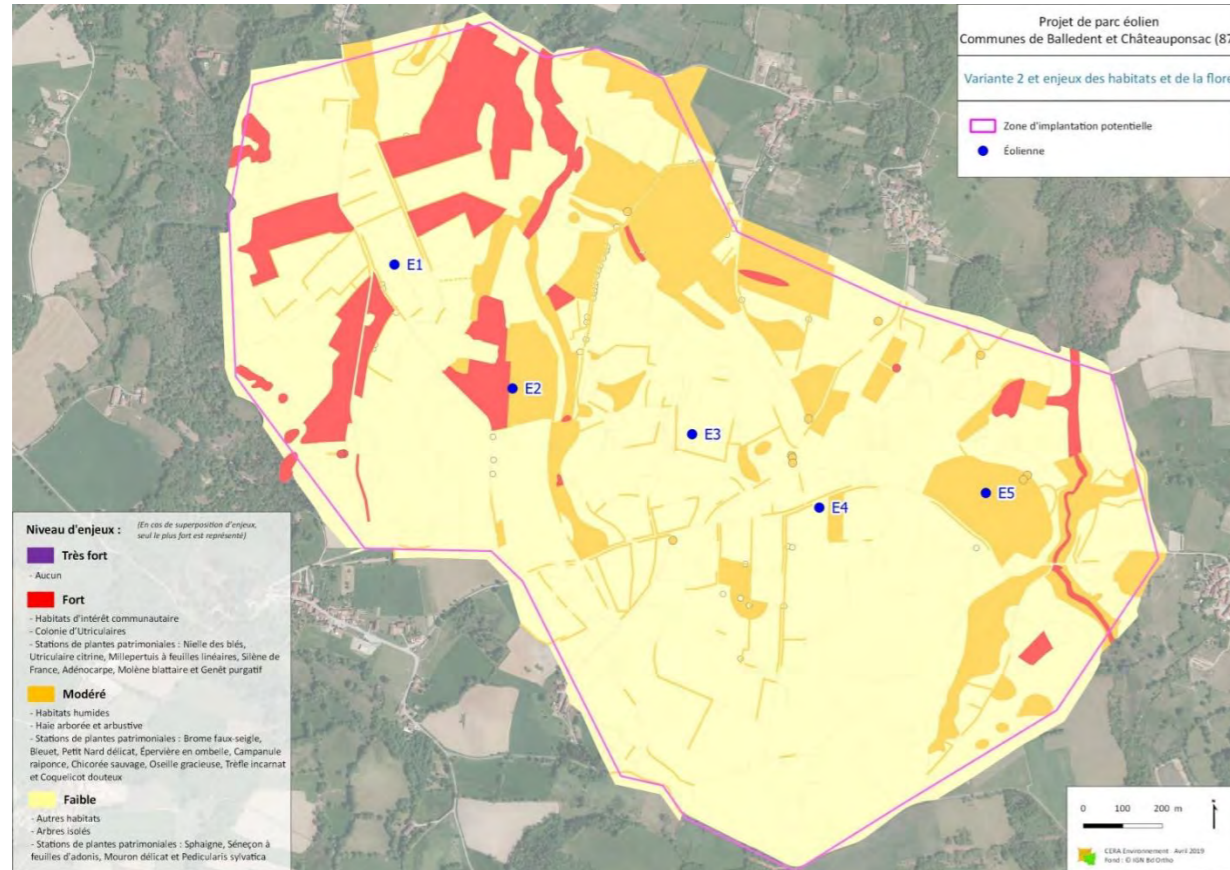 Projet de parc éolien
Communes de Balledent et Châteauponsac (87
Variante 2 et enjeux des habitats et de la flore
Zone d'implantation potentielle
Éolienne
E1
E2
E3
E4
E5
Niveau d'enjeux :
(En cas de superposition d'enjeux,
seul le plus fort est représenté)
Très fort
- Aucun
Fort
- Habitats d'intérêt communautaire
- Colonie d'Utriculaires
- Stations de plantes patrimoniales : Nielle des blés,
Utriculaire citrine, Millepertuis à feuilles linéaires, Silène de
France, Adénocarpe, Molène blattaire et Genêt purgatif
Modéré
- Habitats humides
- Haie arborée et arbustive
- Stations de plantes patrimoniales : Brome faux-seigle,
Bleuet, Petit Nard délicat, Épervière en ombelle, Campanule
raiponce, Chicorée sauvage, Oseille gracieuse, Trèfle incarnat
et Coquelicot douteux
Faible
- Autres habitats
- Arbres isolés
- Stations de plantes patrimoniales : Sphaigne, Séneçon à
feuilles d'adonis, Mouron délicat et Pedicularis sylvatica
0 100 200 m
CERA Environnement - Avril 2019
Fond : © IGN Bd Ortho